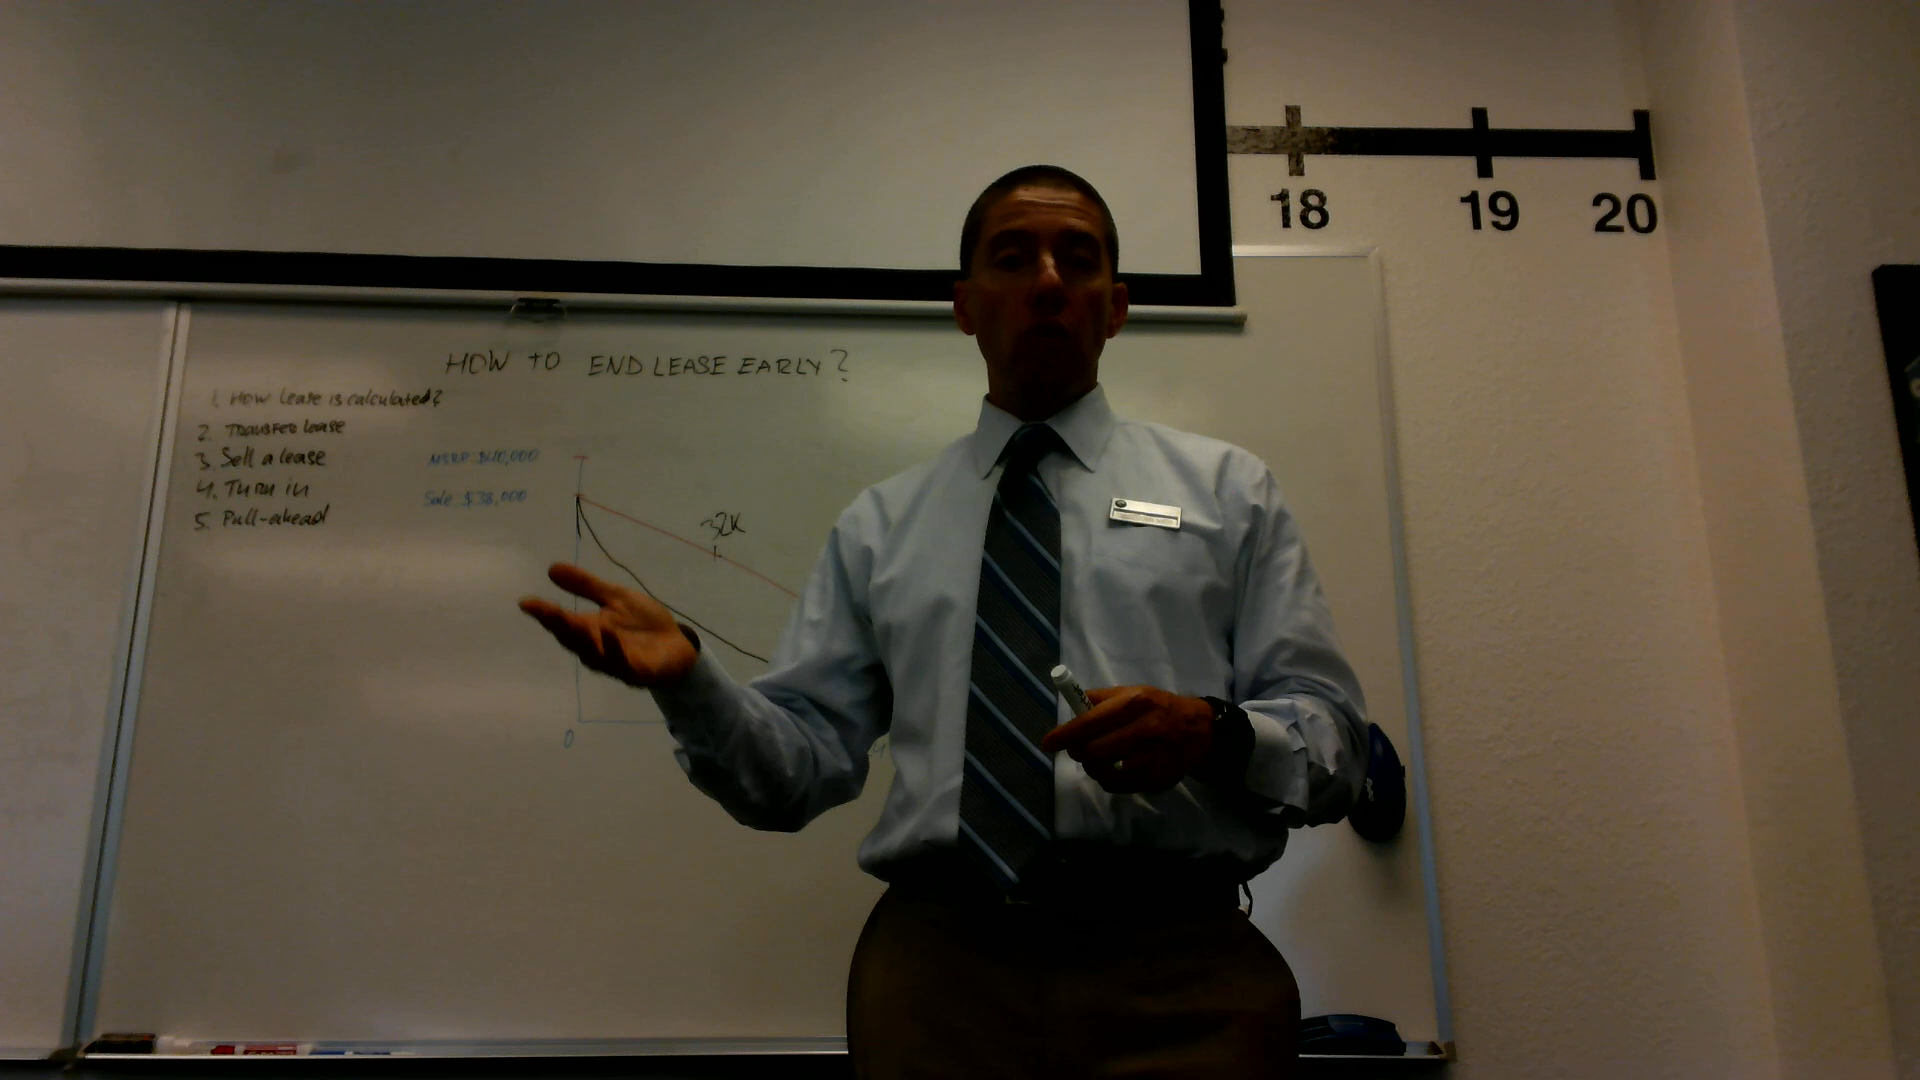 18 19 20
HOW TO END LEASE EARLY?
1. HOW Lease is calculated?
2. TRANSFER lease
3. Sell a lease
4. Turn in
5. Pull-ahead
MSRP $40,000
Sale $38,000
32K
0